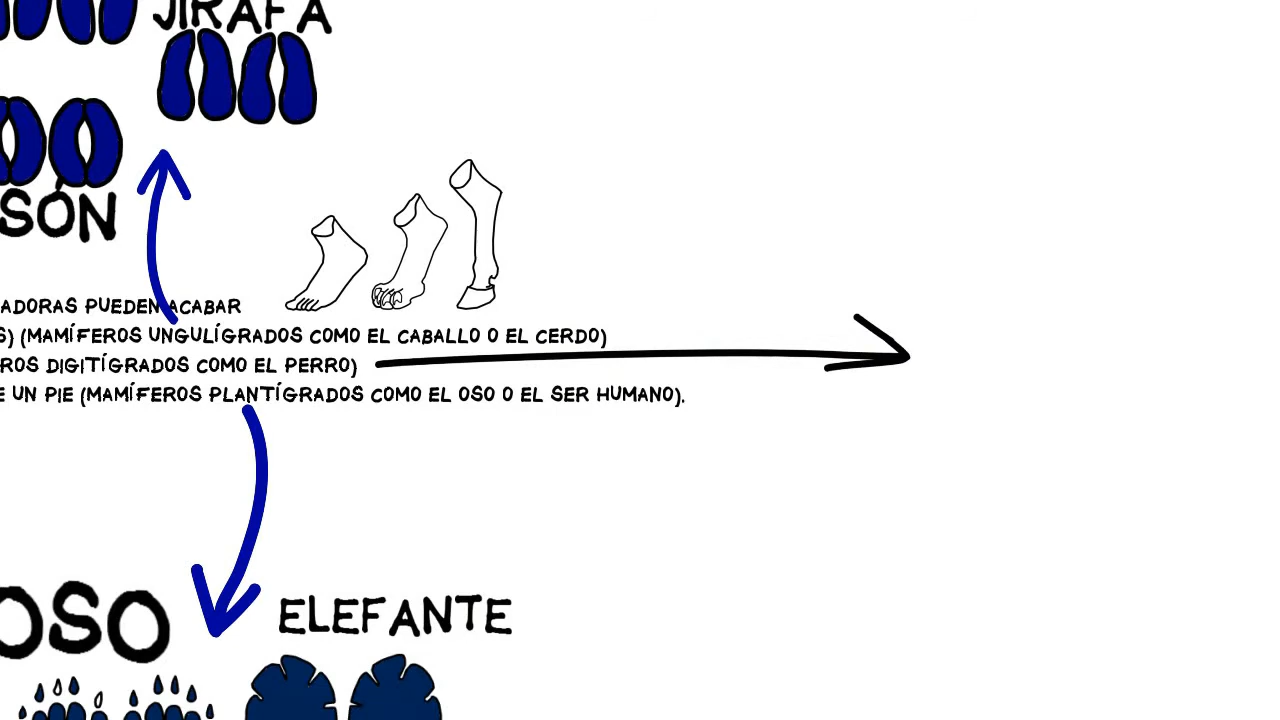 JIRAFA
SÓN
ADORAS PUEDEN ACABAR
S) (MAMÍFEROS UNGULÍGRADOS COMO EL CABALLO O EL CERDO)
ROS DIGITÍGRADOS COMO EL PERRO)
E UN PIE (MAMÍFEROS PLANTÍGRADOS COMO EL OSO O EL SER HUMANO).
OSO
ELEFANTE